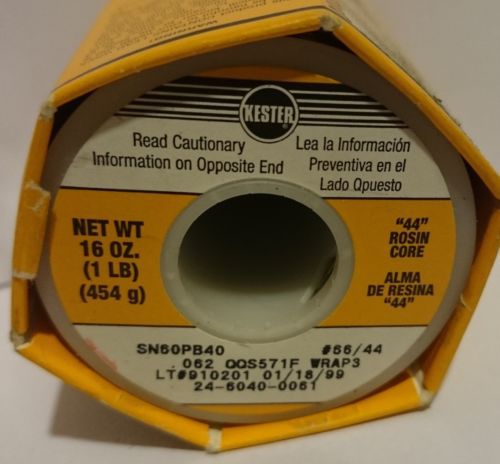 WARNING:
KESTER
Read Cautionary
Information on Opposite End
Lea la Información
Preventiva en el
Lado Qpuesto
NET WT
16 OZ.
(1 LB)
(454 g)
"44"
ROSIN
CORE
ALMA
DE RESINA
"44"
SN60PB40 #66/44
.062 QQS571F WRAP3
LT#910201 01/18/99
24-6040-0061